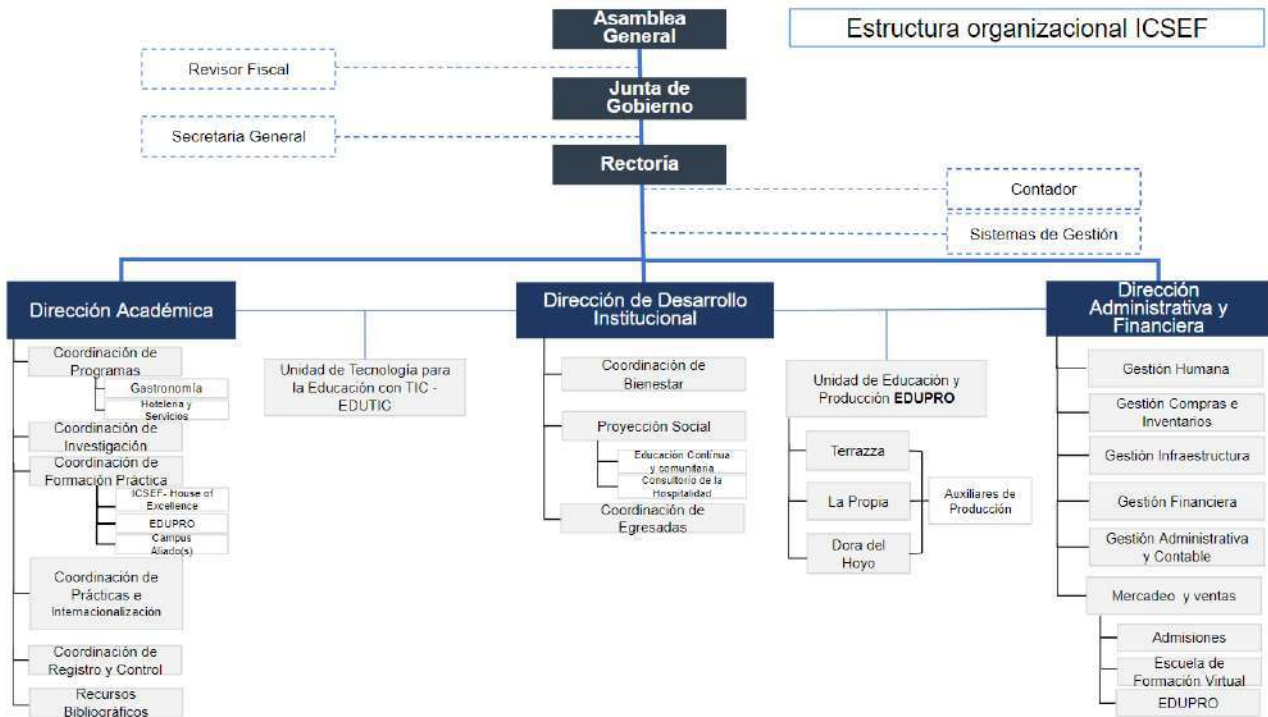 Asamblea
General
Estructura organizacional ICSEF
Revisor Fiscal
Junta de
Gobierno
Secretaria General
Rectoría
Contador
Sistemas de Gestión
Dirección Académica
Coordinación de
Programas
Gastronomía
Hotelería y
Servicios
Coordinación de
Investigación
Coordinación de
Formación Práctica
ICSEF- House of
Excellence
EDUPRO
Campus
Aliado(s)
Coordinación de
Prácticas e
Internacionalización
Coordinación de
Registro y Control
Recursos
Bibliográficos
Unidad de Tecnología para
la Educación con TIC -
EDUTIC
Dirección de Desarrollo
Institucional
Coordinación de
Bienestar
Proyección Social
Educación Contínua
y comunitaria
Consultorio de la
Hospitalidad
Coordinación de
Egresadas
Unidad de Educación y
Producción EDUPRO
Terrazza
La Propia
Dora del
Hoyo
Auxiliares de
Producción
Dirección
Administrativa y
Financiera
Gestión Humana
Gestión Compras e
Inventarios
Gestión Infraestructura
Gestión Financiera
Gestión Administrativa
y Contable
Mercadeo y ventas
Admisiones
Escuela de
Formación Virtual
EDUPRO